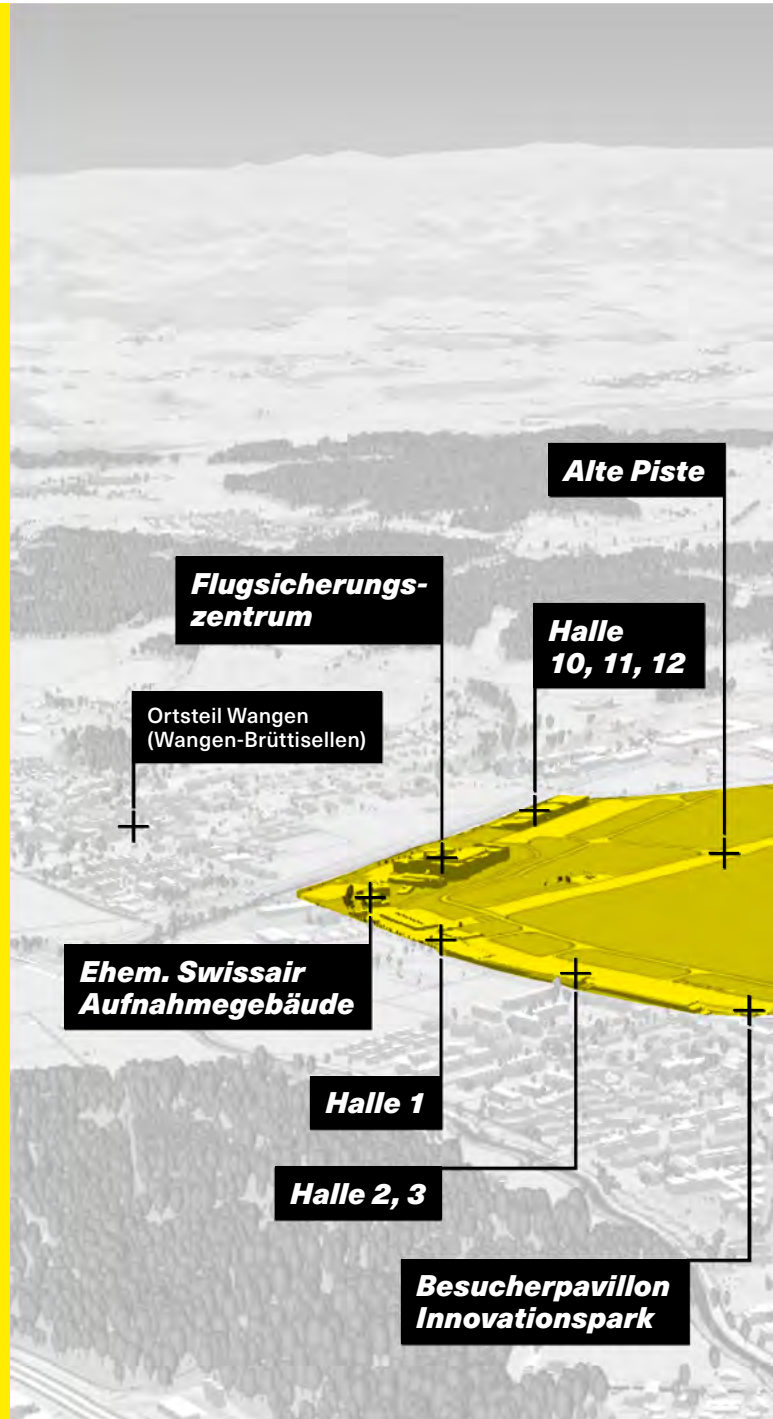 Alte Piste
Flugsicherungs-
zentrum
Halle
10, 11, 12
Ortsteil Wangen
(Wangen-Brüttisellen)
Ehem. Swissair
Aufnahmegebäude
Halle 1
Halle 2, 3
Besucherpavillon
Innovationspark